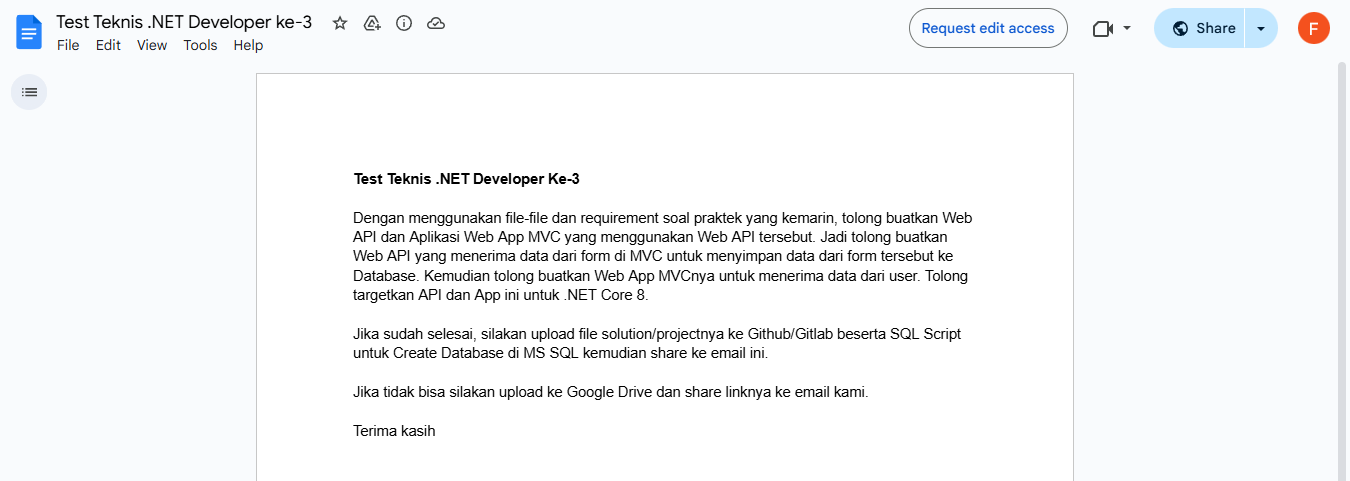 Test Teknis .NET Developer ke-3
File Edit View Tools Help
Request edit access
Share
F
Test Teknis .NET Developer Ke-3
Dengan menggunakan file-file dan requirement soal praktek yang kemarin, tolong buatkan Web
API dan Aplikasi Web App MVC yang menggunakan Web API tersebut. Jadi tolong buatkan
Web API yang menerima data dari form di MVC untuk menyimpan data dari form tersebut ke
Database. Kemudian tolong buatkan Web App MVCnya untuk menerima data dari user. Tolong
targetkan API dan App ini untuk .NET Core 8.
Jika sudah selesai, silakan upload file solution/projectnya ke Github/Gitlab beserta SQL Script
untuk Create Database di MS SQL kemudian share ke email ini.
Jika tidak bisa silakan upload ke Google Drive dan share linknya ke email kami.
Terima kasih